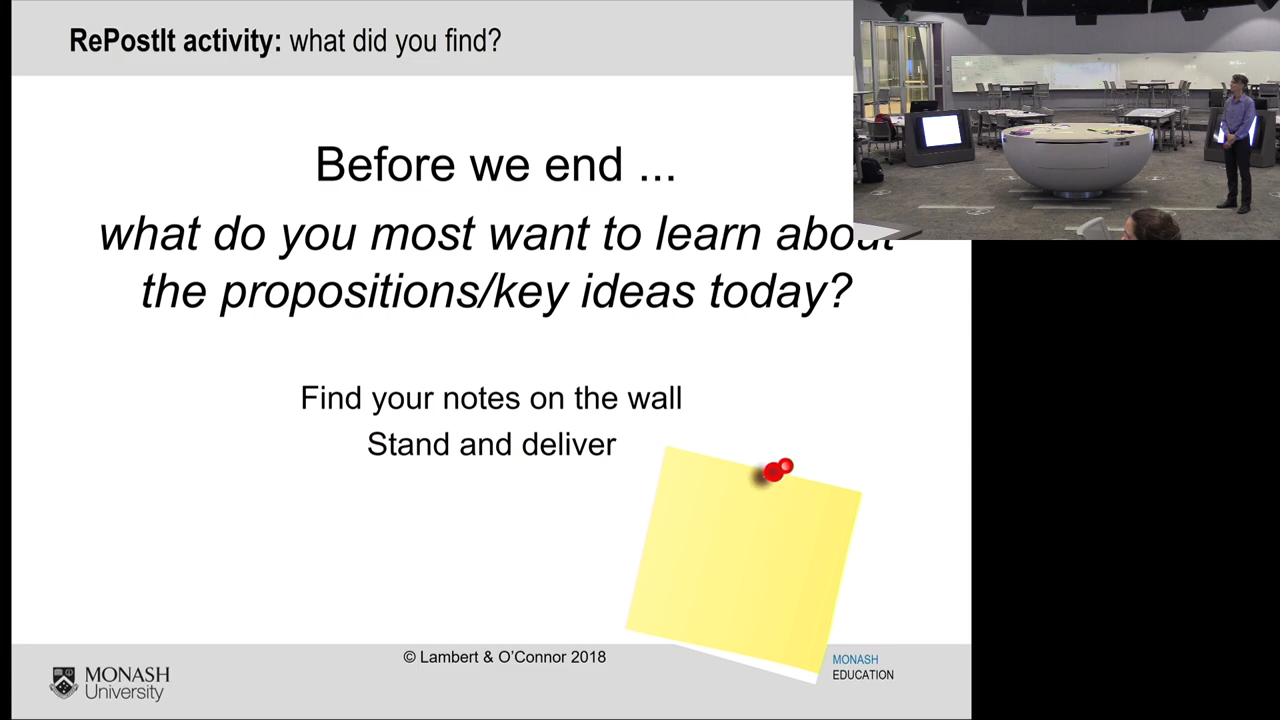 RePostIt activity: what did you find?
Before we end ...
what do you most want to learn about
the propositions/key ideas today?
Find your notes on the wall
Stand and deliver
© Lambert & O'Connor 2018
MONASH
University
MONASH
EDUCATION